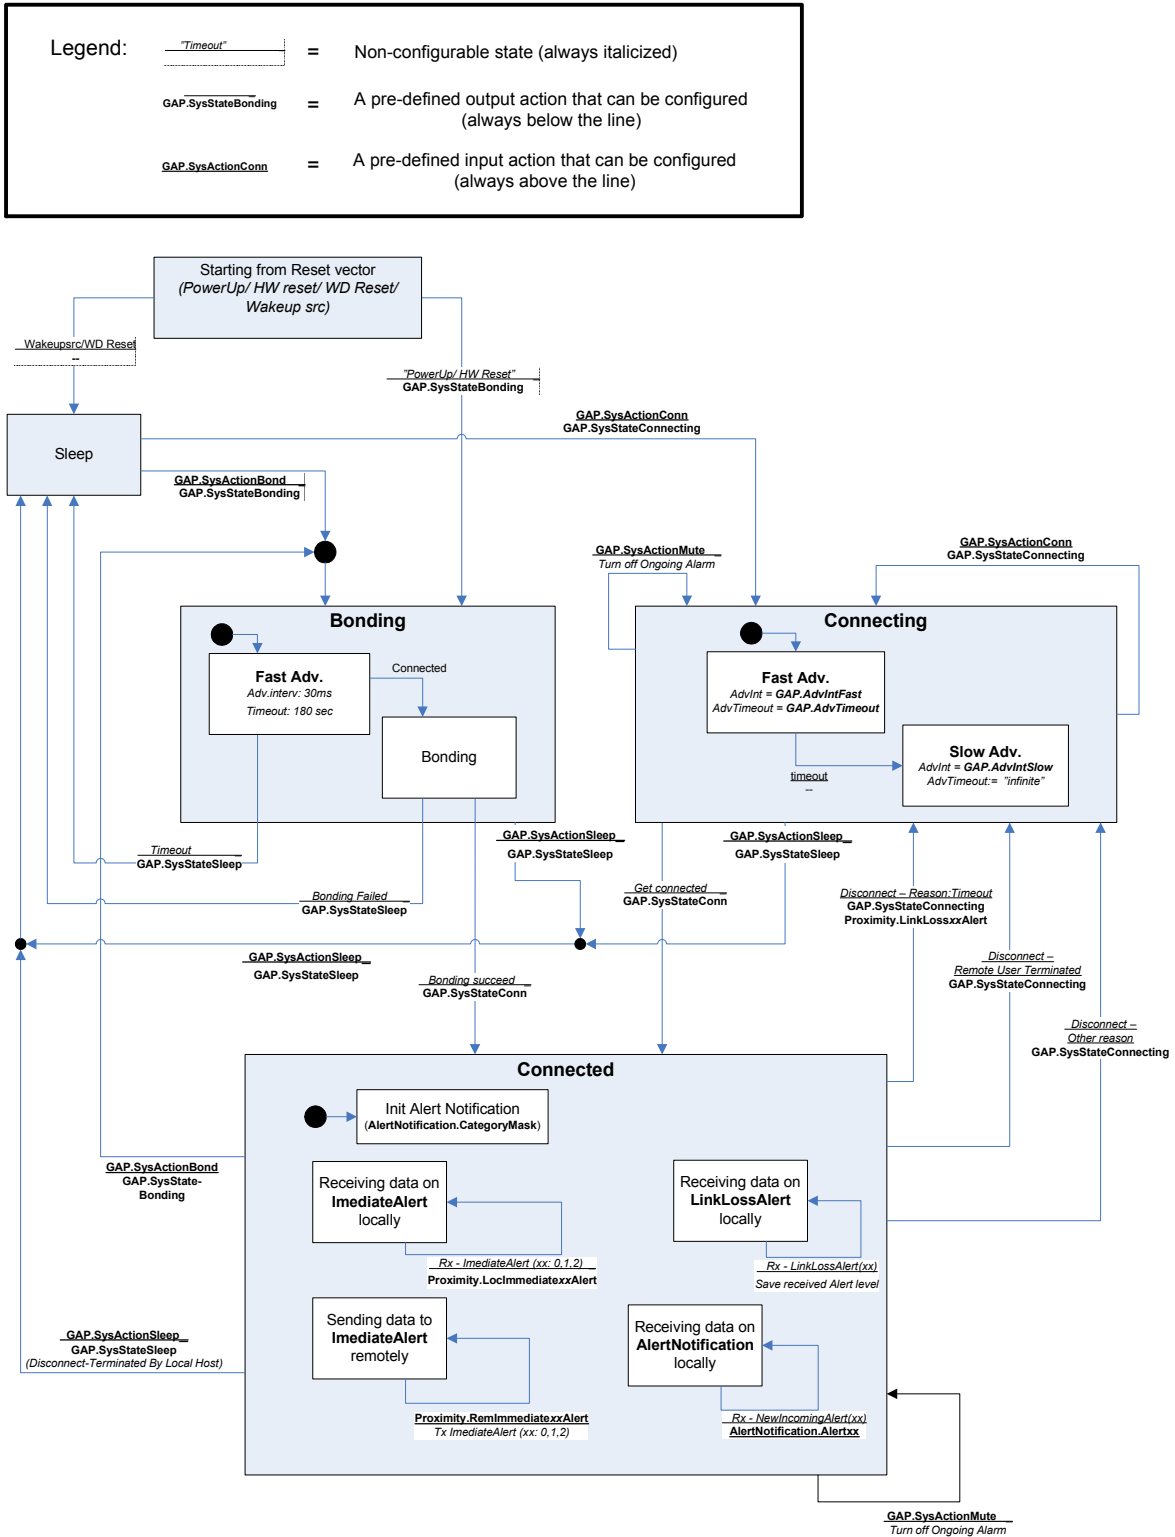 Legend:
"Timeout"
=
Non-configurable state (always italicized)
GAP.SysStateBonding
=
A pre-defined output action that can be configured
(always below the line)
GAP.SysActionConn
=
A pre-defined input action that can be configured
(always above the line)
Starting from Reset vector
(PowerUp/ HW reset/ WD Reset/
Wakeup src)
Wakeupsrc/WD Reset
--
"PowerUp/ HW Reset"
GAP.SysStateBonding
Sleep
GAP.SysActionConn
GAP.SysStateConnecting
GAP.SysActionBond
GAP.SysStateBonding
GAP.SysActionMute
Turn off Ongoing Alarm
GAP.SysActionConn
GAP.SysStateConnecting
Bonding
Fast Adv.
Adv.interv: 30ms
Timeout: 180 sec
Connected
Bonding
Connecting
Fast Adv.
AdvInt = GAP.AdvIntFast
AdvTimeout = GAP.AdvTimeout
Slow Adv.
AdvInt = GAP.AdvIntSlow
AdvTimeout:= "infinite"
timeout
--
Timeout
GAP.SysStateSleep
GAP.SysActionSleep
GAP.SysStateSleep
GAP.SysActionSleep
GAP.SysStateSleep
Bonding Failed
GAP.SysStateSleep
Get connected
GAP.SysStateConn
Disconnect – Reason:Timeout
GAP.SysStateConnecting
Proximity.LinkLossxxAlert
GAP.SysActionSleep
GAP.SysStateSleep
Bonding succeed
GAP.SysStateConn
Disconnect –
Remote User Terminated
GAP.SysStateConnecting
Disconnect –
Other reason
GAP.SysStateConnecting
Connected
Init Alert Notification
(AlertNotification.CategoryMask)
GAP.SysActionBond
GAP.SysState-
Bonding
Receiving data on
ImediateAlert
locally
Rx - ImediateAlert (xx: 0,1,2)
Proximity.LocImmediatexxAlert
Receiving data on
LinkLossAlert
locally
Rx - LinkLossAlert(xx)
Save received Alert level
Sending data to
ImediateAlert
remotely
Proximity.RemImmediatexxAlert
Tx ImediateAlert (xx: 0,1,2)
Receiving data on
AlertNotification
locally
Rx - NewIncomingAlert(xx)
AlertNotification.Alertxx
GAP.SysActionSleep
GAP.SysStateSleep
(Disconnect-Terminated By Local Host)
GAP.SysActionMute
Turn off Ongoing Alarm